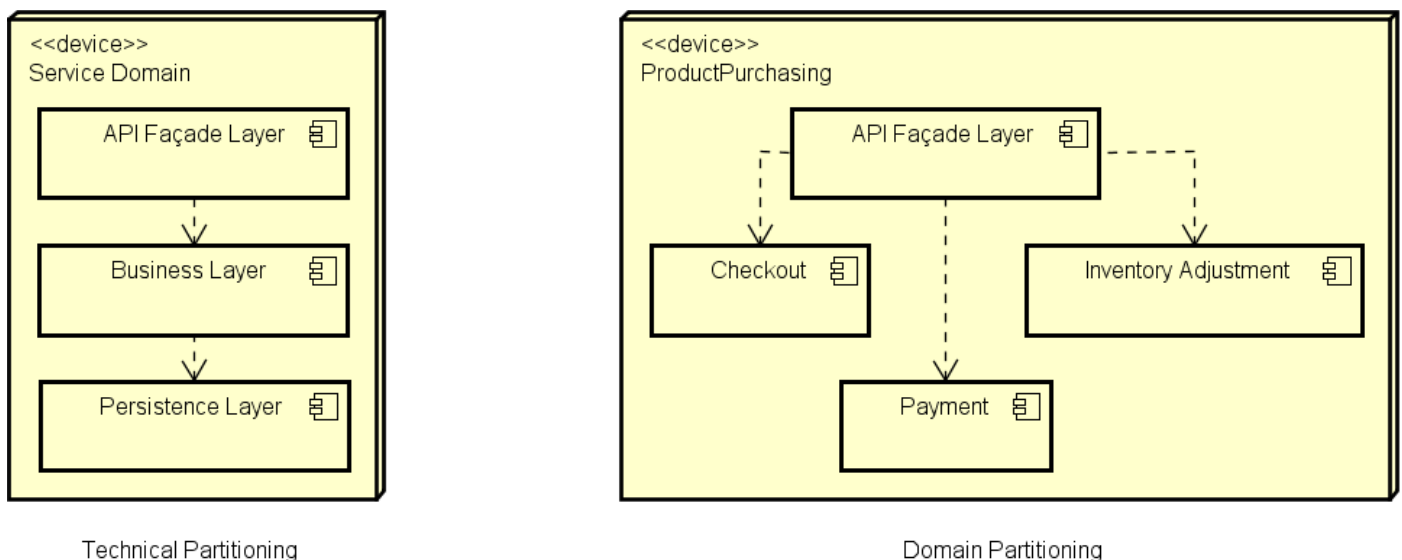 <<device>>
Service Domain
API Façade Layer
Business Layer
Persistence Layer
Technical Partitioning
<<device>>
ProductPurchasing
API Façade Layer
Checkout
Inventory Adjustment
Payment
Domain Partitioning